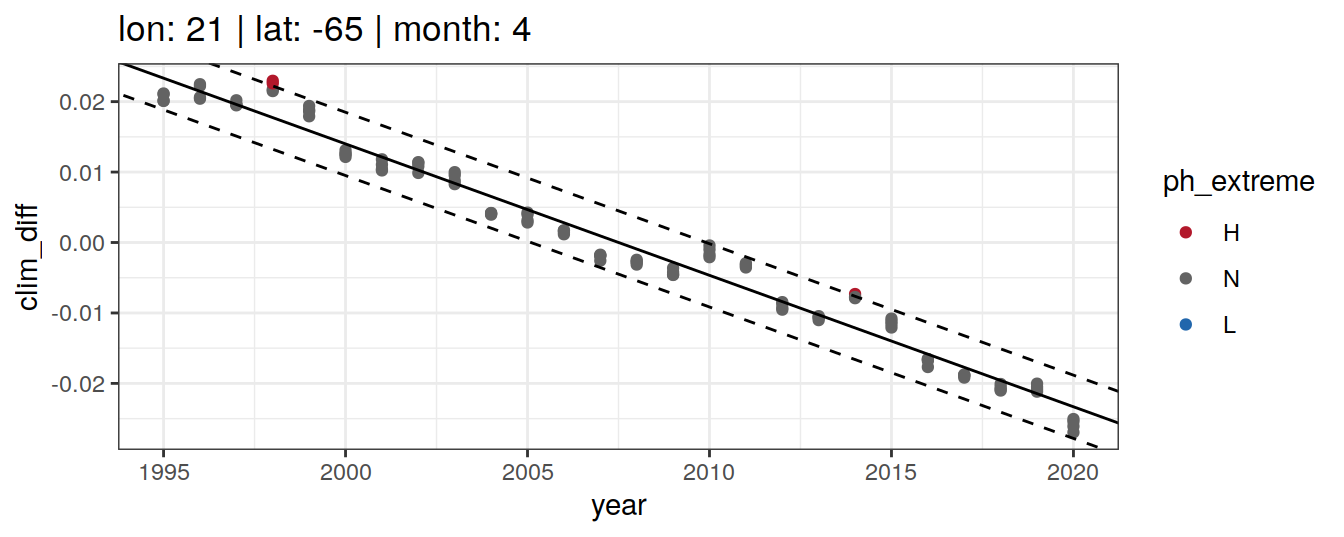 lon: 21 | lat: -65 | month: 4
clim_diff
0.02
0.01
0.00
-0.01
-0.02
1995 2000 2005 2010 2015 2020
year
ph_extreme
H
N
L